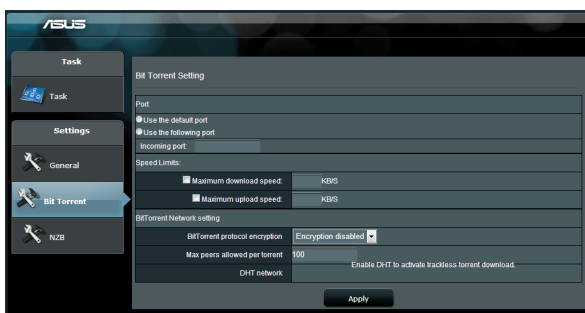 ASUS
Task
Task
Settings
General
Bit Torrent
NZB
Bit Torrent Setting
Port
Use the default port
Use the following port
Incoming port:
Speed Limits:
Maximum download speed: KB/S
Maximum upload speed: KB/S
BitTorrent Network setting
BitTorrent protocol encryption Encryption disabled
Max peers allowed per torrent 100
DHT network Enable DHT to activate trackless torrent download.
Apply